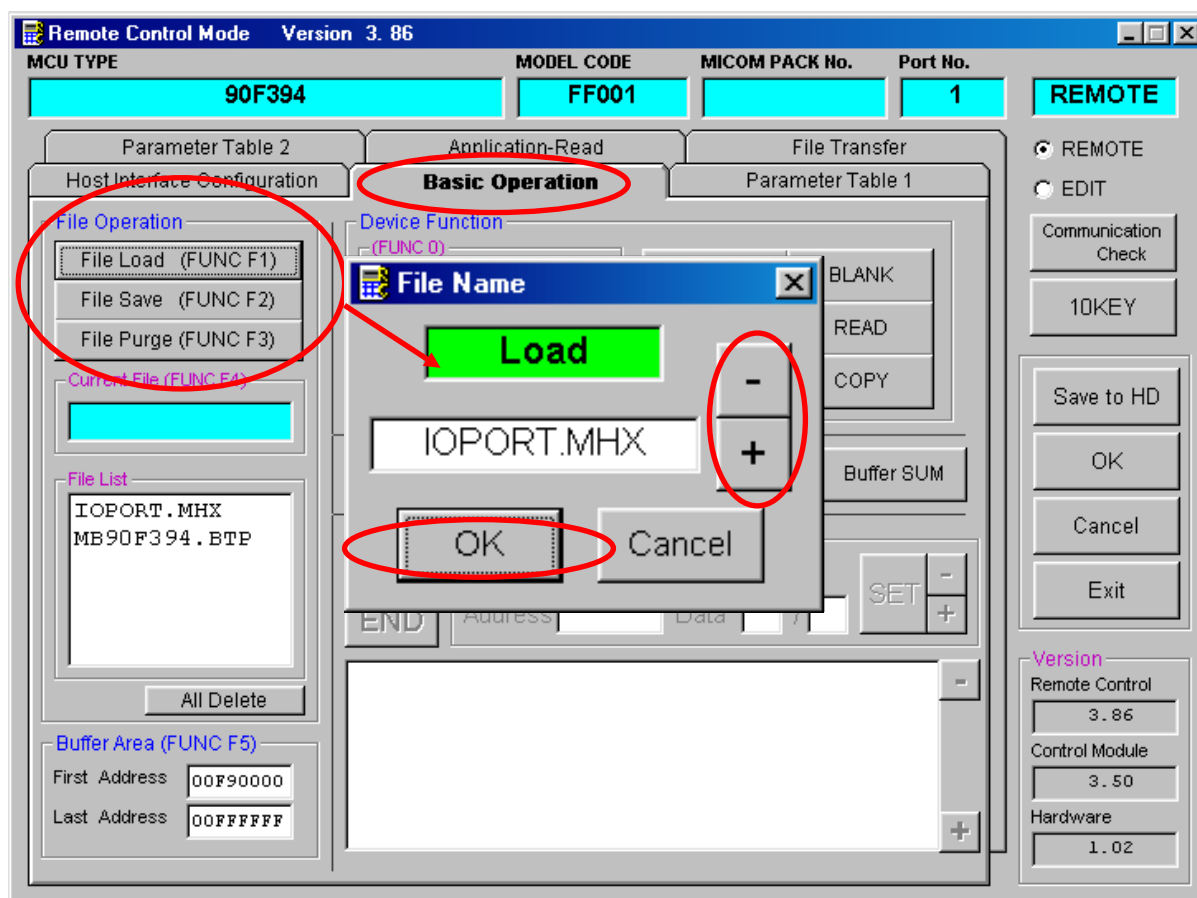 Remote Control Mode Version 3. 86
MCU TYPE MODEL CODE MICOM PACK No. Port No.
90F394 FF001 1 REMOTE
Parameter Table 2 Application-Read File Transfer
Host Interface Configuration Basic Operation Parameter Table 1
REMOTE
EDIT
Communication
Check
10KEY
File Operation
File Load (FUNC F1)
File Save (FUNC F2)
File Purge (FUNC F3)
Current File (FUNC F4)
File List
IOPORT.MHX
MB90F394.BTP
All Delete
Buffer Area (FUNC F5)
First Address 00F90000
Last Address 00FFFFFF
Device Function
(FUNC 0)
BLANK
READ
COPY
Buffer SUM
File Name
Load
-
IOPORT.MHX
+
OK Cancel
END Address Data / SET - +
-
+
Save to HD
OK
Cancel
Exit
Version
Remote Control
3.86
Control Module
3.50
Hardware
1.02